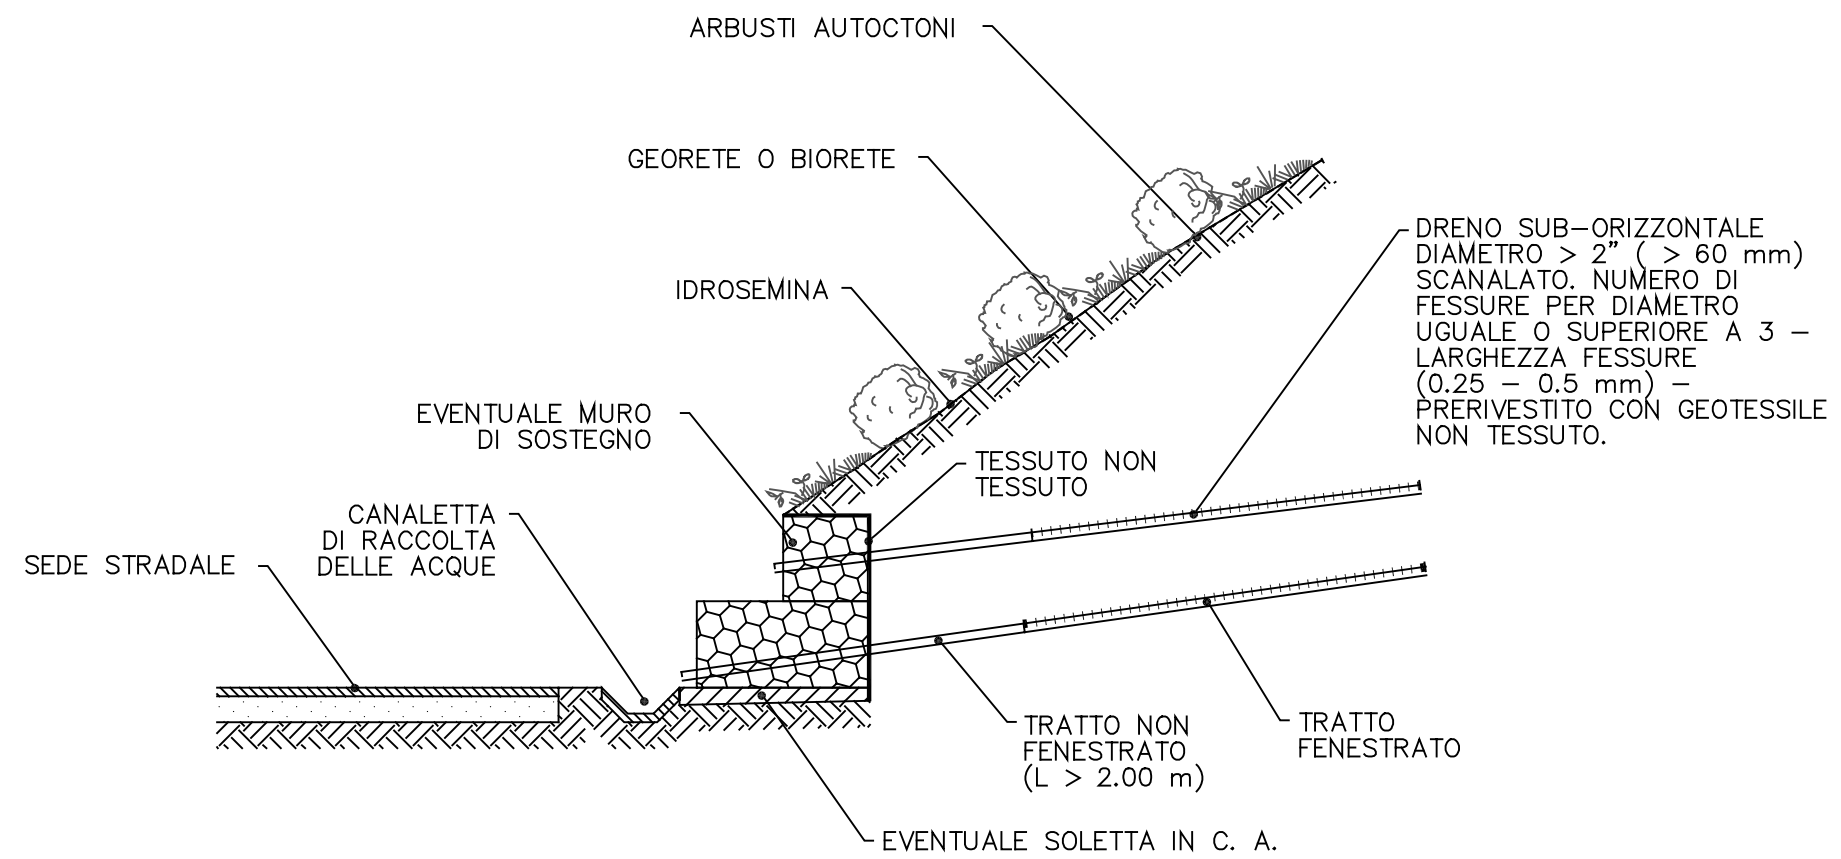 ARBUSTI AUTOCTONI
GEORETE O BIORETE
IDROSEMINA
DRENO SUB-ORIZZONTALE
DIAMETRO > 2" ( > 60 mm)
SCANALATO. NUMERO DI
FESSURE PER DIAMETRO
UGUALE O SUPERIORE A 3 -
LARGHEZZA FESSURE
(0.25 - 0.5 mm) -
PRERIVESTITO CON GEOTESSILE
NON TESSUTO.
EVENTUALE MURO
DI SOSTEGNO
TESSUTO NON
TESSUTO
CANALETTA
DI RACCOLTA
DELLE ACQUE
SEDE STRADALE
TRATTO NON
FENESTRATO
(L > 2.00 m)
TRATTO
FENESTRATO
EVENTUALE SOLETTA IN C. A.